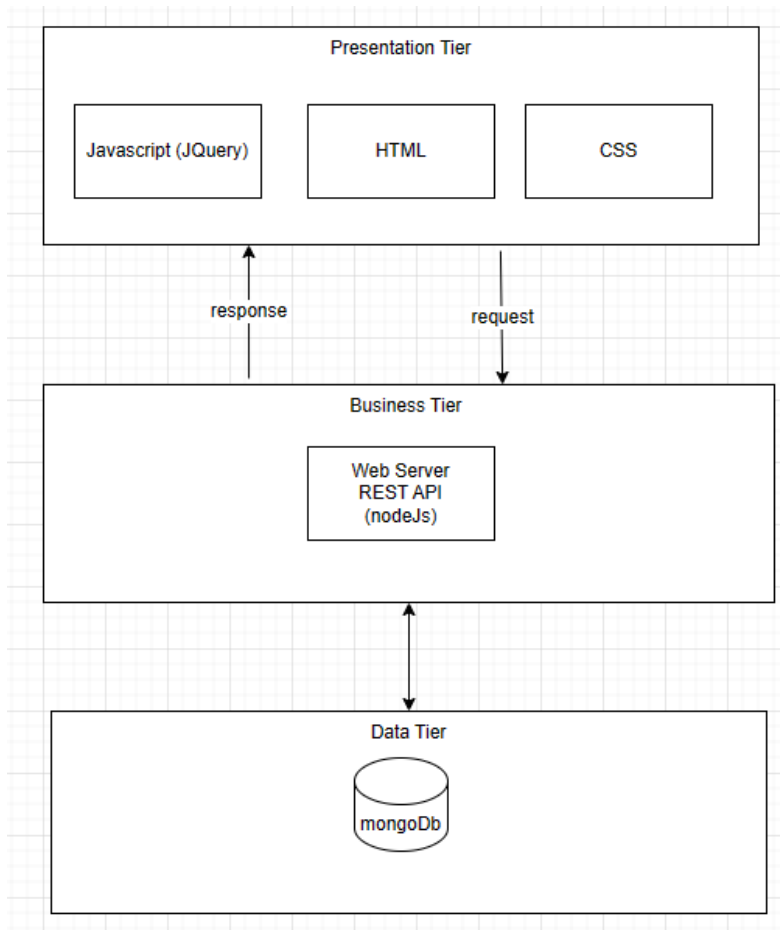 Presentation Tier
Javascript (JQuery)
HTML
CSS
response
request
Business Tier
Web Server
REST API
(nodeJs)
Data Tier
mongoDb